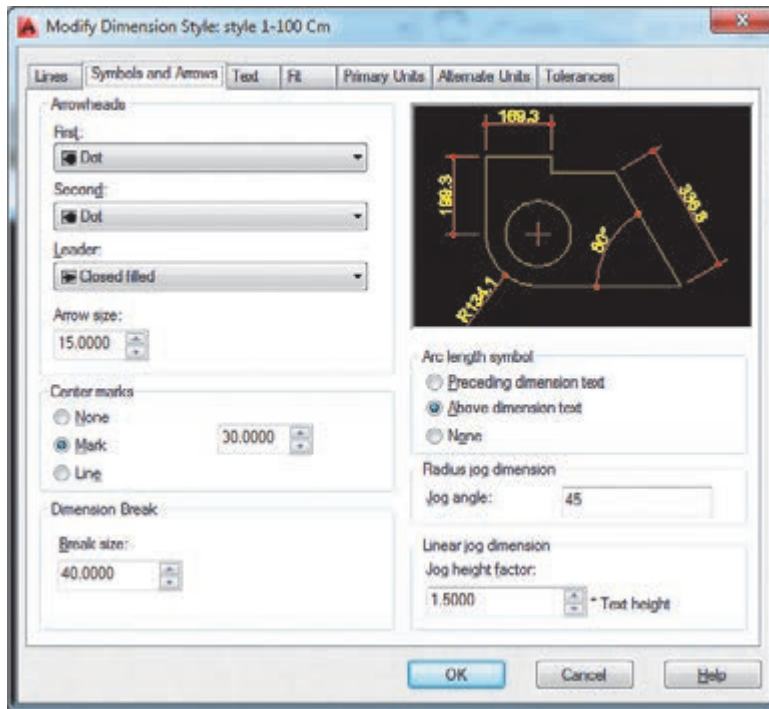 Modify Dimension Style: style 1-100 Cm
Lines
Symbols and Arrows
Text
Fit
Primary Units
Alternate Units
Tolerances
Arrowheads
First:
Dot
Second:
Dot
Leader:
Closed filled
Arrow size:
15.0000
Center marks
None
Mark
Line
30.0000
Dimension Break
Break size:
40.0000
169.3
199.3
336.8
60°
R134.1
Arc length symbol
Preceding dimension text
Above dimension text
None
Radius jog dimension
Jog angle:
45
Linear jog dimension
Jog height factor:
1.5000
* Text height
OK
Cancel
Help